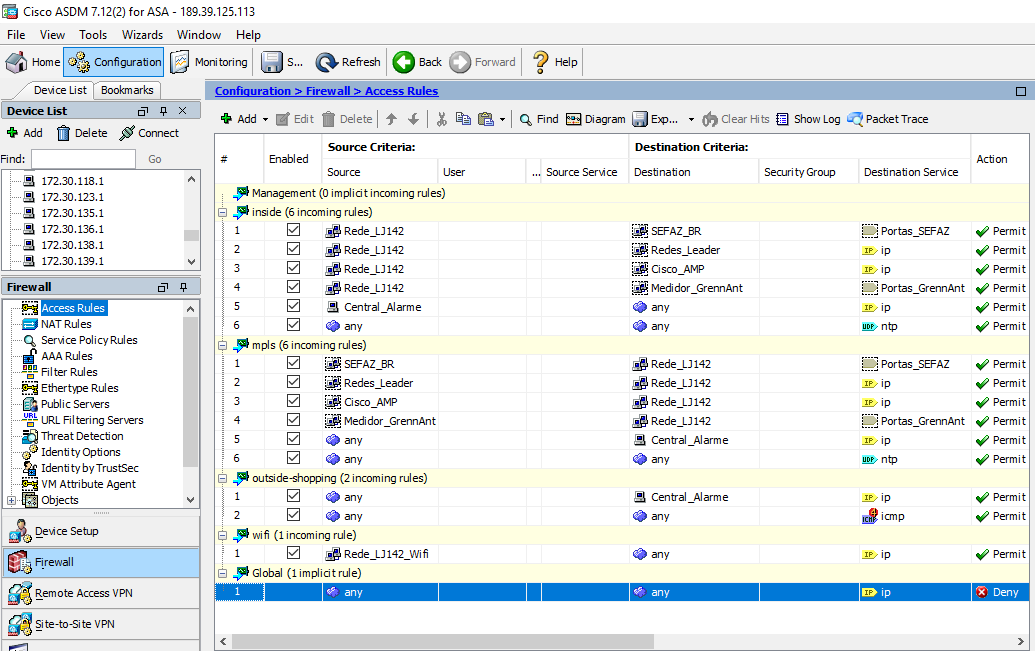 Cisco ASDM 7.12(2) for ASA - 189.39.125.113
File View Tools Wizards Window Help
Home Configuration Monitoring S... Refresh Back Forward Help
Device List Bookmarks
Device List
Add Delete Connect
Find: Go
172.30.118.1
172.30.123.1
172.30.135.1
172.30.136.1
172.30.138.1
172.30.139.1
Firewall
Access Rules
NAT Rules
Service Policy Rules
AAA Rules
Filter Rules
Ethertype Rules
Public Servers
URL Filtering Servers
Threat Detection
Identity Options
Identity by TrustSec
VM Attribute Agent
Objects
Device Setup
Firewall
Remote Access VPN
Site-to-Site VPN
Configuration > Firewall > Access Rules
Add Edit Delete Find Diagram Exp... Clear Hits Show Log Packet Trace
# Enabled Source Criteria: Destination Criteria: Action
Source User ... Source Service Destination Security Group Destination Service
Management (0 implicit incoming rules)
inside (6 incoming rules)
1 Rede_LJ142 SEFAZ_BR Portas_SEFAZ Permit
2 Rede_LJ142 Redes_Leader IP ip Permit
3 Rede_LJ142 Cisco_AMP IP ip Permit
4 Rede_LJ142 Medidor_GrennAnt Portas_GrennAnt Permit
5 Central_Alarme any IP ip Permit
6 any any UDP ntp Permit
mpls (6 incoming rules)
1 SEFAZ_BR Rede_LJ142 Portas_SEFAZ Permit
2 Redes_Leader Rede_LJ142 IP ip Permit
3 Cisco_AMP Rede_LJ142 IP ip Permit
4 Medidor_GrennAnt Rede_LJ142 Portas_GrennAnt Permit
5 any Central_Alarme IP ip Permit
6 any any UDP ntp Permit
outside-shopping (2 incoming rules)
1 any Central_Alarme IP ip Permit
2 any any ICMP icmp Permit
wifi (1 incoming rule)
1 Rede_LJ142_Wifi any IP ip Permit
Global (1 implicit rule)
1 any any IP ip Deny